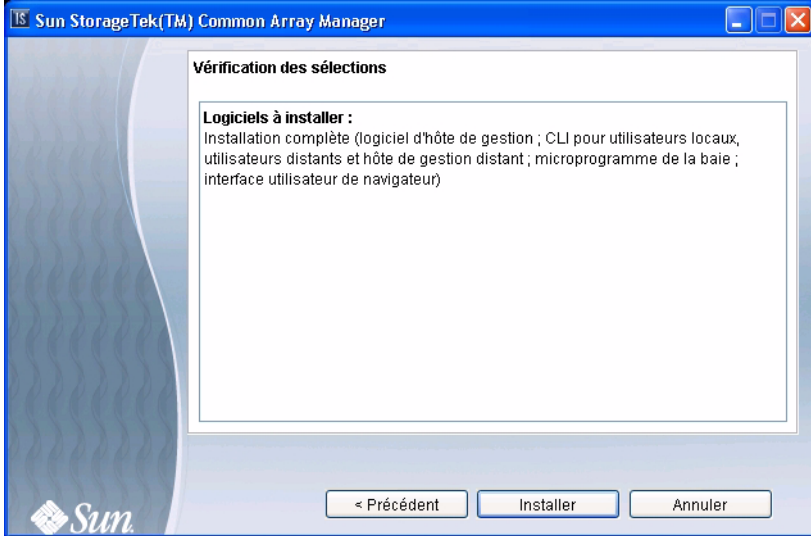 Sun StorageTek(TM) Common Array Manager
Vérification des sélections
Logiciels à installer :
Installation complète (logiciel d'hôte de gestion ; CLI pour utilisateurs locaux,
utilisateurs distants et hôte de gestion distant ; microprogramme de la baie ;
interface utilisateur de navigateur)
< Précédent
Installer
Annuler
Sun